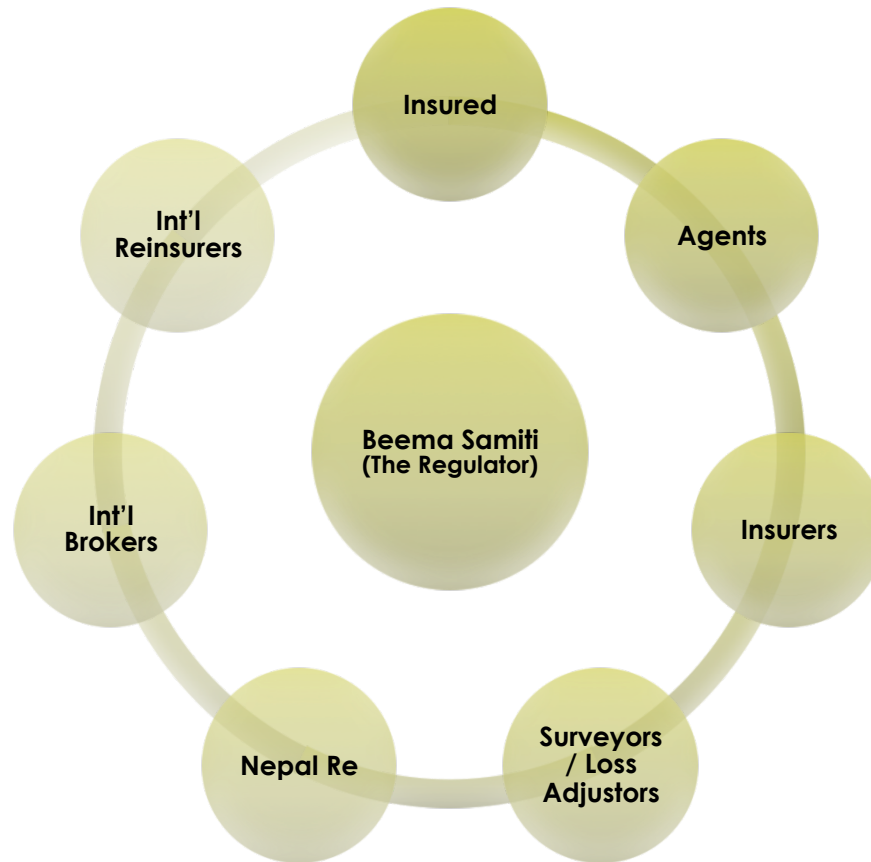 Insured
Agents
Insurers
Surveyors
/ Loss
Adjustors
Nepal Re
Int'l
Brokers
Int'l
Reinsurers
Beema Samiti
(The Regulator)